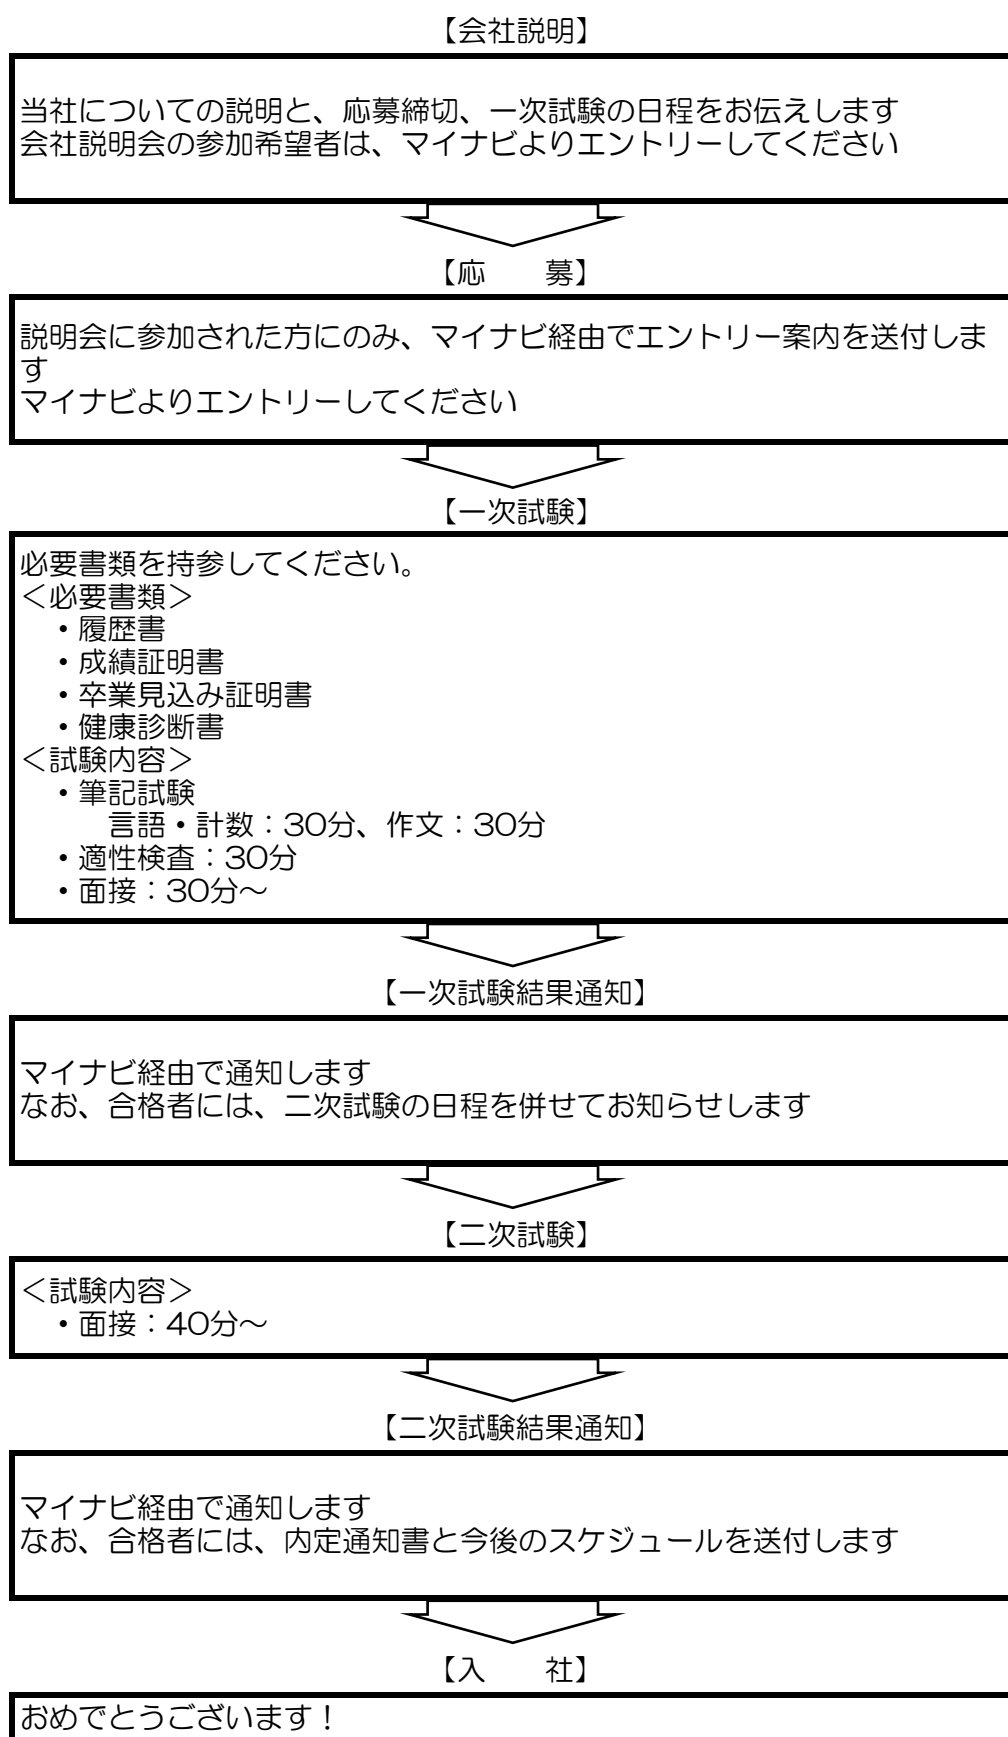 【会社説明】
当社についての説明と、応募締切、一次試験の日程をお伝えします
会社説明会の参加希望者は、マイナビよりエントリーしてください
【応　　募】
説明会に参加された方にのみ、マイナビ経由でエントリー案内を送付しま
す
マイナビよりエントリーしてください
【一次試験】
必要書類を持参してください。
＜必要書類＞
・履歴書
・成績証明書
・卒業見込み証明書
・健康診断書
＜試験内容＞
・筆記試験
言語・計数：30分、作文：30分
・適性検査：30分
・面接：30分～
【一次試験結果通知】
マイナビ経由で通知します
なお、合格者には、二次試験の日程を併せてお知らせします
【二次試験】
＜試験内容＞
・面接：40分～
【二次試験結果通知】
マイナビ経由で通知します
なお、合格者には、内定通知書と今後のスケジュールを送付します
【入　　社】
おめでとうございます！